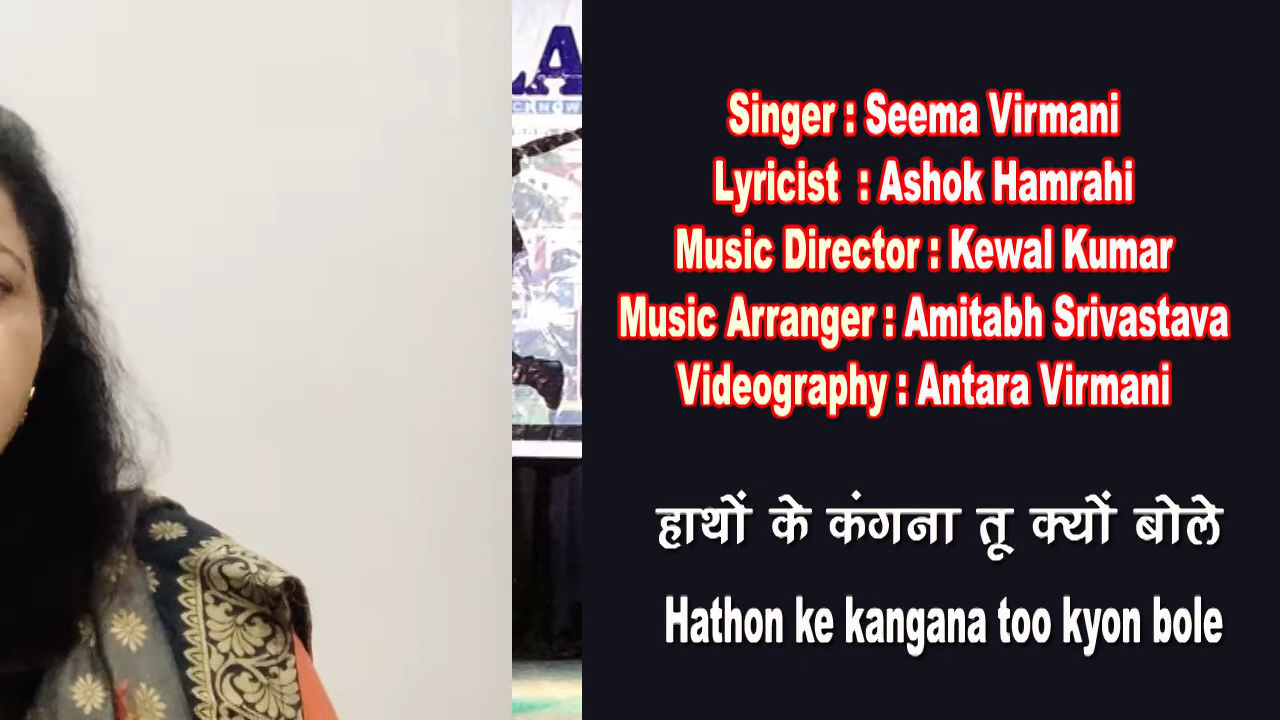 Singer : Seema Virmani
Lyricist : Ashok Hamrahi
Music Director : Kewal Kumar
Music Arranger : Amitabh Srivastava
Videography : Antara Virmani
हाथों के कंगना तू क्यों बोले
Hathon ke kangana too kyon bole